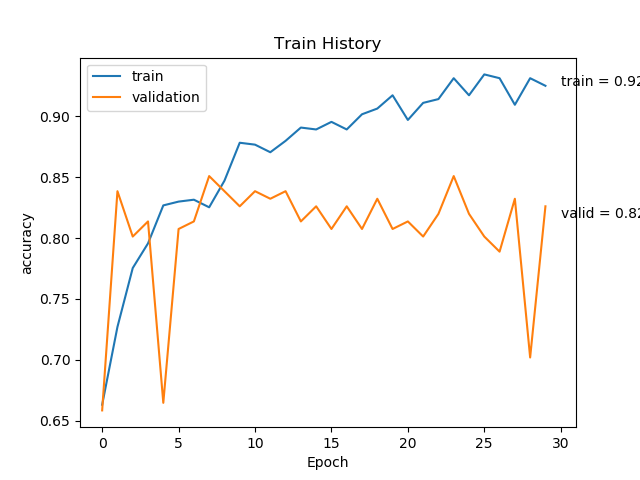 Train History
train
validation
train = 0.92
valid = 0.82
accuracy
0.90
0.85
0.80
0.75
0.70
0.65
0 5 10 15 20 25 30
Epoch